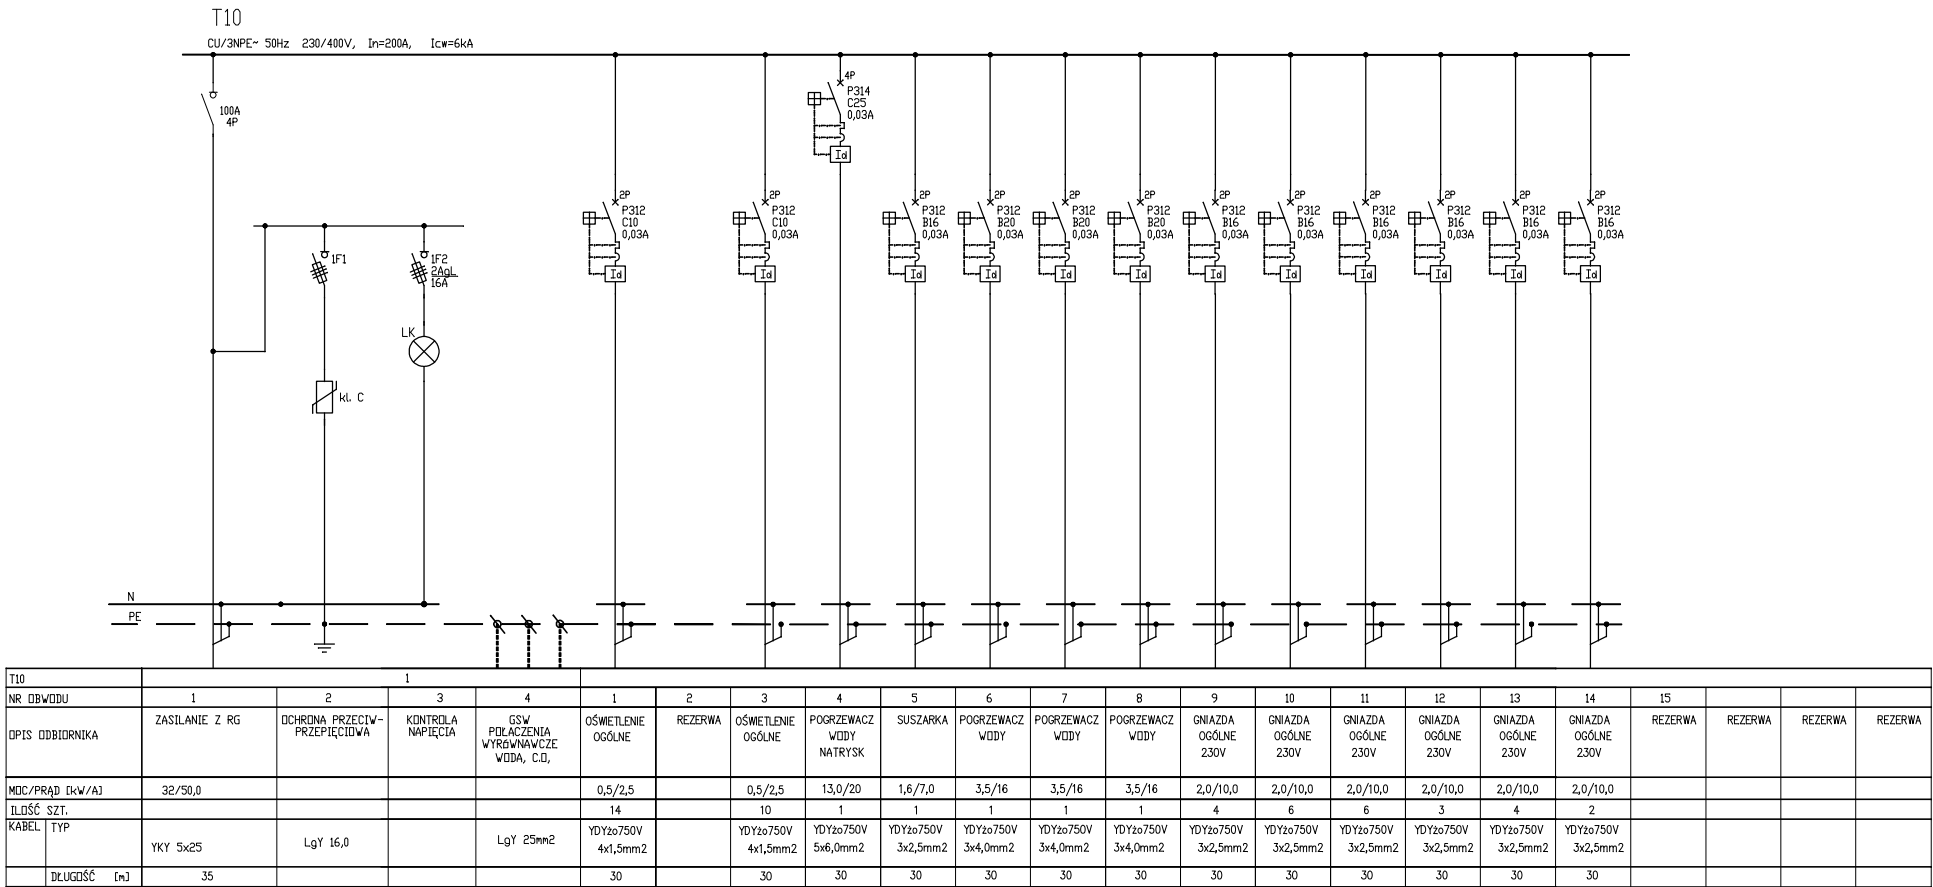 T10
CU/3NPE~ 50Hz 230/400V, In=200A, Icw=6kA
100A
4P
1F1
1F2
2AgL
16A
LK
kl. C
2P
P312
C10
0,03A
Id
2P
P312
C10
0,03A
Id
4P
P314
C25
0,03A
Id
2P
P312
B16
0,03A
Id
2P
P312
B20
0,03A
Id
2P
P312
B20
0,03A
Id
2P
P312
B20
0,03A
Id
2P
P312
B16
0,03A
Id
2P
P312
B16
0,03A
Id
2P
P312
B16
0,03A
Id
2P
P312
B16
0,03A
Id
2P
P312
B16
0,03A
Id
2P
P312
B16
0,03A
Id
N
PE
T10 1
NR OBWODU 1 2 3 4 1 2 3 4 5 6 7 8 9 10 11 12 13 14 15
OPIS ODBIORNIKA
ZASILANIE Z RG
OCHRONA PRZECIW-
PRZEPIĘCIOWA
KONTROLA
NAPIĘCIA
GSW
POŁACZENIA
WYRÓWNAWCZE
WODA, C.O,
OŚWIETLENIE
OGÓLNE
REZERWA
OŚWIETLENIE
OGÓLNE
POGRZEWACZ
WODY
NATRYSK
SUSZARKA
POGRZEWACZ
WODY
POGRZEWACZ
WODY
POGRZEWACZ
WODY
GNIAZDA
OGÓLNE
230V
GNIAZDA
OGÓLNE
230V
GNIAZDA
OGÓLNE
230V
GNIAZDA
OGÓLNE
230V
GNIAZDA
OGÓLNE
230V
GNIAZDA
OGÓLNE
230V
REZERWA
REZERWA
REZERWA
REZERWA
MOC/PRĄD [kW/A] 32/50,0 0,5/2,5 0,5/2,5 13,0/20 1,6/7,0 3,5/16 3,5/16 3,5/16 2,0/10,0 2,0/10,0 2,0/10,0 2,0/10,0 2,0/10,0 2,0/10,0
ILOŚĆ SZT. 14 10 1 1 1 1 1 4 6 6 3 4 2
KABEL TYP
YKY 5x25
LgY 16,0
LgY 25mm2
YDYżo750V
4x1,5mm2
YDYżo750V
4x1,5mm2
YDYżo750V
5x6,0mm2
YDYżo750V
3x2,5mm2
YDYżo750V
3x4,0mm2
YDYżo750V
3x4,0mm2
YDYżo750V
3x4,0mm2
YDYżo750V
3x2,5mm2
YDYżo750V
3x2,5mm2
YDYżo750V
3x2,5mm2
YDYżo750V
3x2,5mm2
YDYżo750V
3x2,5mm2
YDYżo750V
3x2,5mm2
DŁUGOŚĆ [m] 35 30 30 30 30 30 30 30 30 30 30 30 30 30